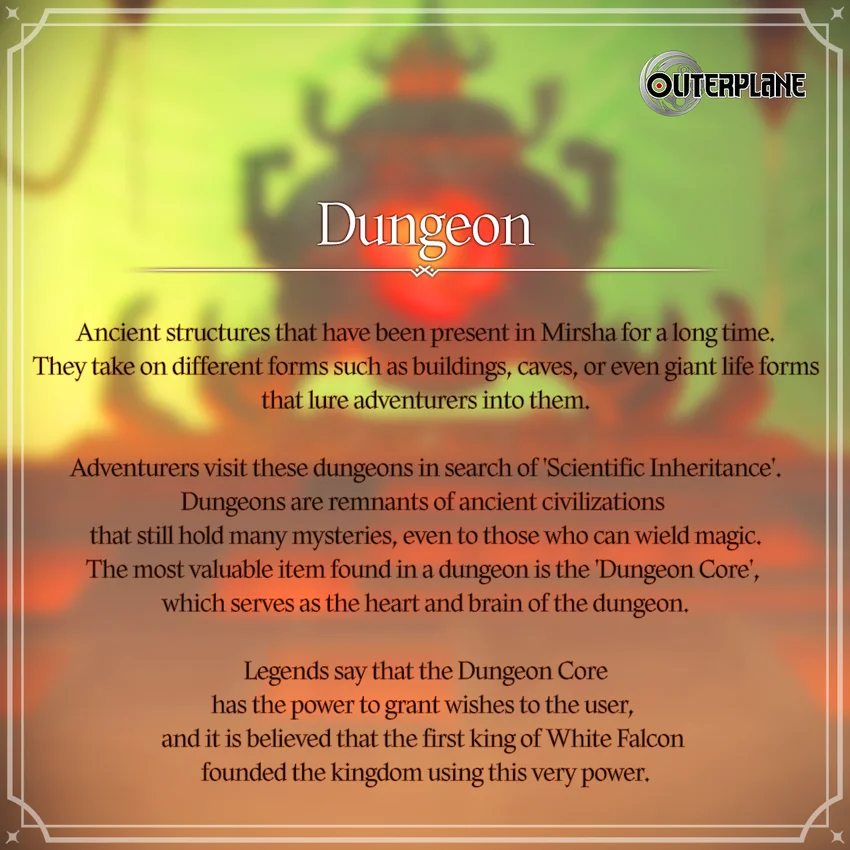 OUTERPLANE
Dungeon
Ancient structures that have been present in Mirsha for a long time.
They take on different forms such as buildings, caves, or even giant life forms
that lure adventurers into them.
Adventurers visit these dungeons in search of 'Scientific Inheritance'.
Dungeons are remnants of ancient civilizations
that still hold many mysteries, even to those who can wield magic.
The most valuable item found in a dungeon is the 'Dungeon Core',
which serves as the heart and brain of the dungeon.
Legends say that the Dungeon Core
has the power to grant wishes to the user,
and it is believed that the first king of White Falcon
founded the kingdom using this very power.